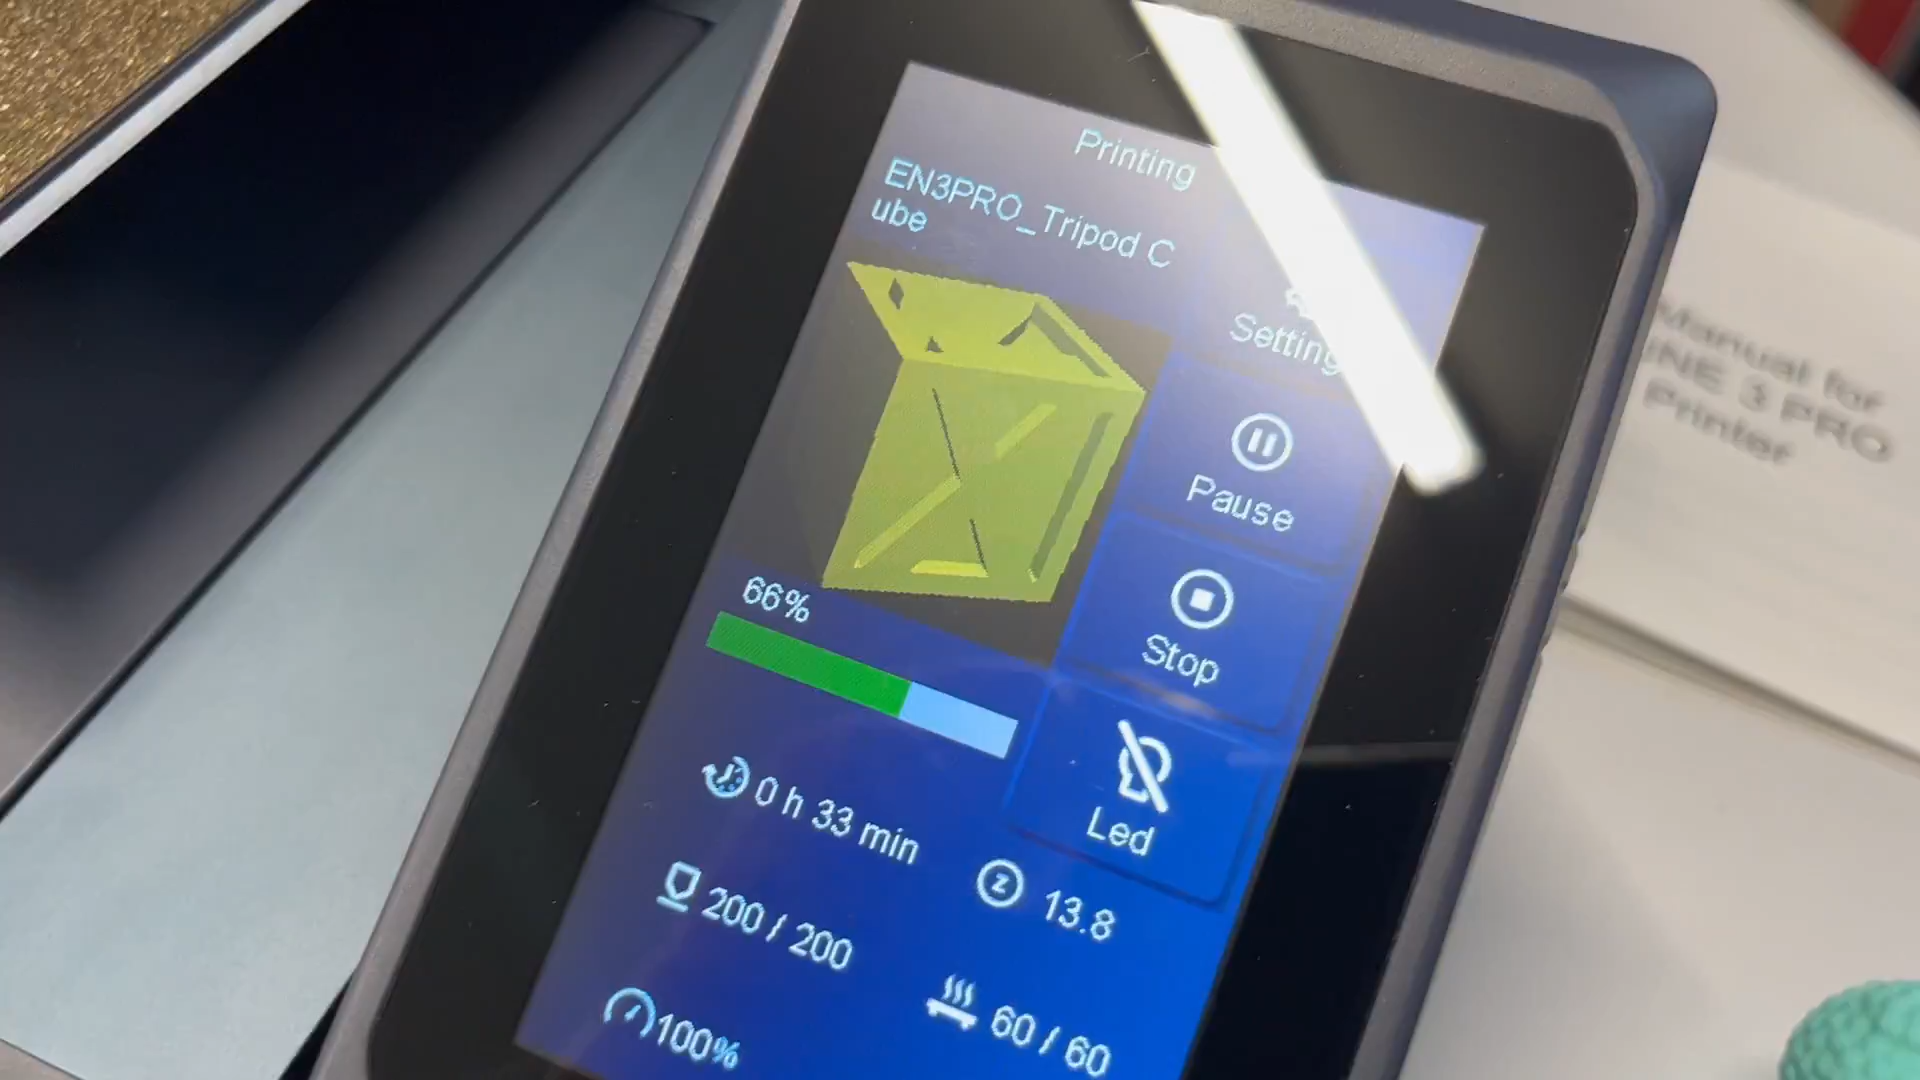 Printing
EN3PRO_Tripod C
ube
Setting
Pause
Stop
Led
66%
0 h 33 min
Z 13.8
200 / 200
60 / 60
100%
Manual for
UNE 3 PRO
Printer